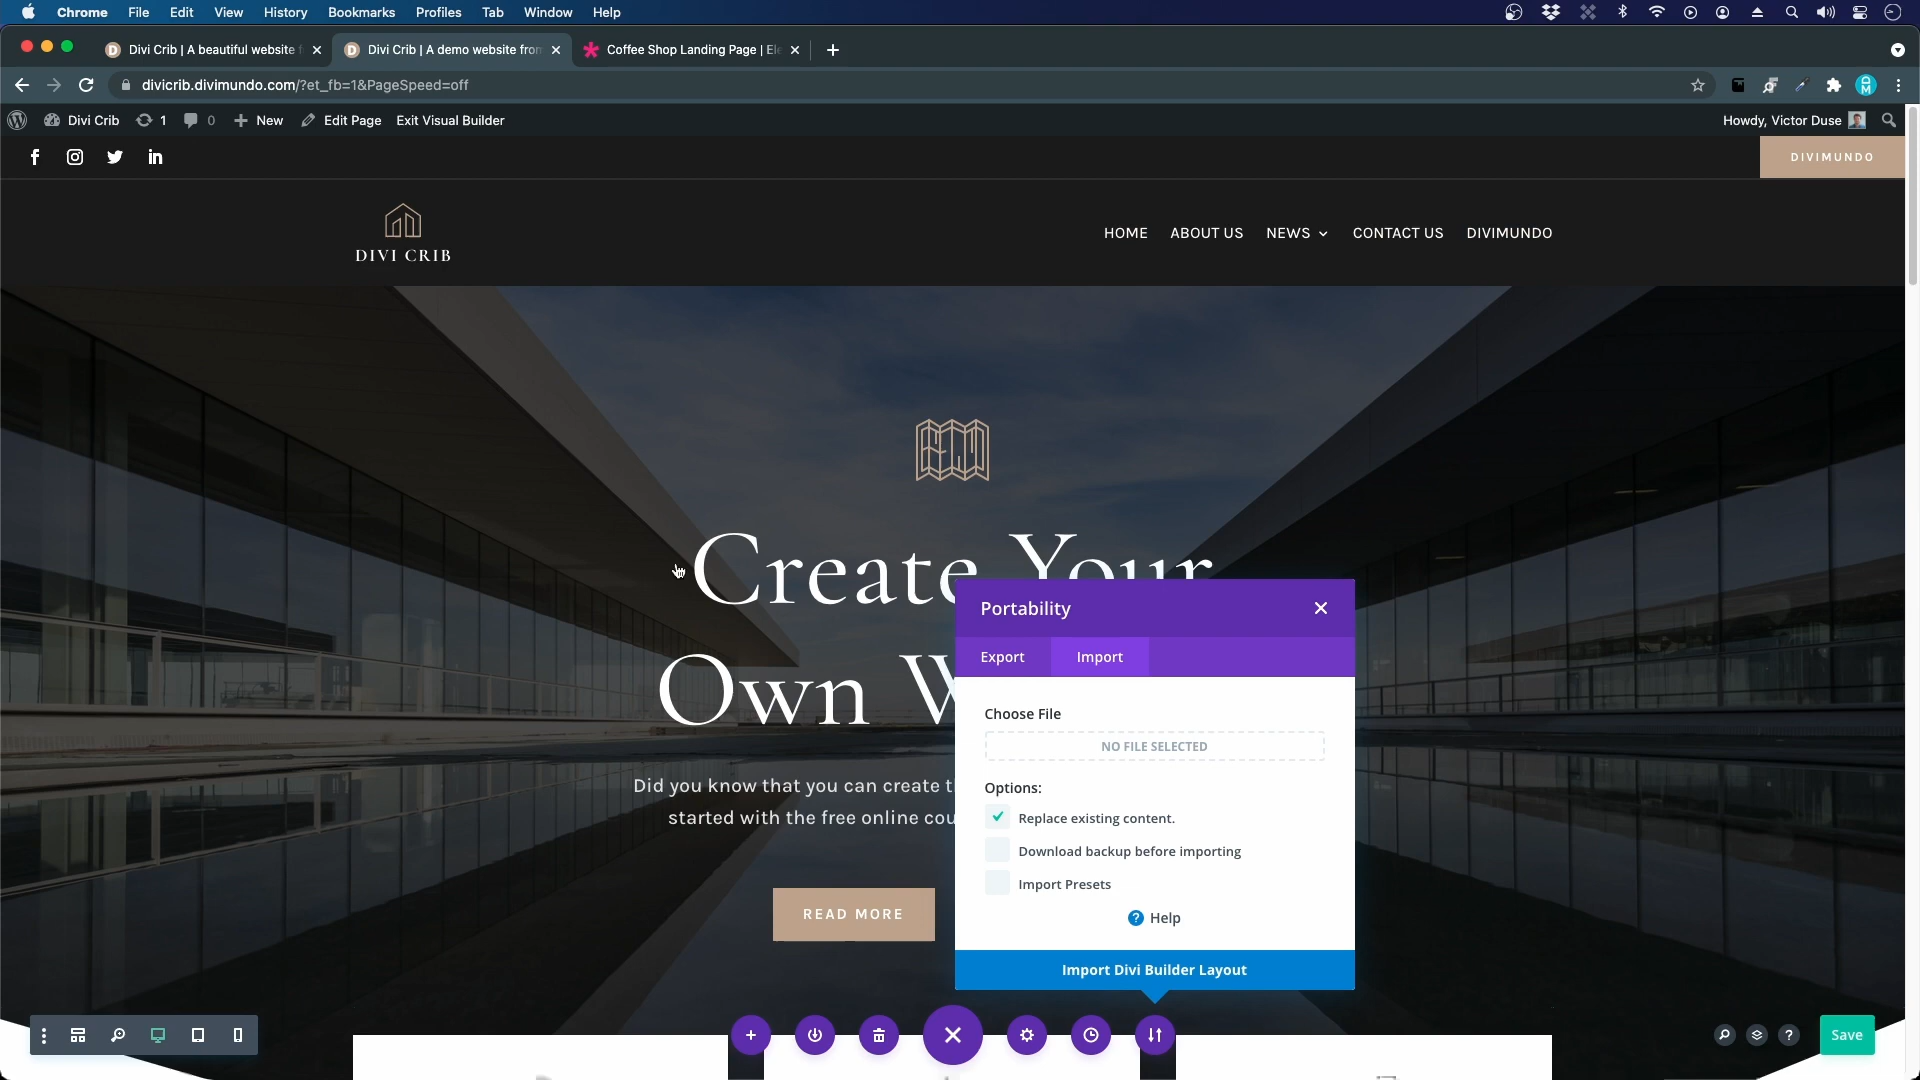 Chrome File Edit View History Bookmarks Profiles Tab Window Help
Divi Crib | A beautiful website
Divi Crib | A demo website from
Coffee Shop Landing Page | Ele
divicrib.divimundo.com/?et_fb=1&PageSpeed=off
Divi Crib 1 0 New Edit Page Exit Visual Builder
Howdy, Victor Duse
DIVIMUNDO
DIVI CRIB
HOME ABOUT US NEWS CONTACT US DIVIMUNDO
Create Your
Own W
Did you know that you can create th
started with the free online cou
READ MORE
Portability
Export Import
Choose File
NO FILE SELECTED
Options:
Replace existing content.
Download backup before importing
Import Presets
? Help
Import Divi Builder Layout
Save